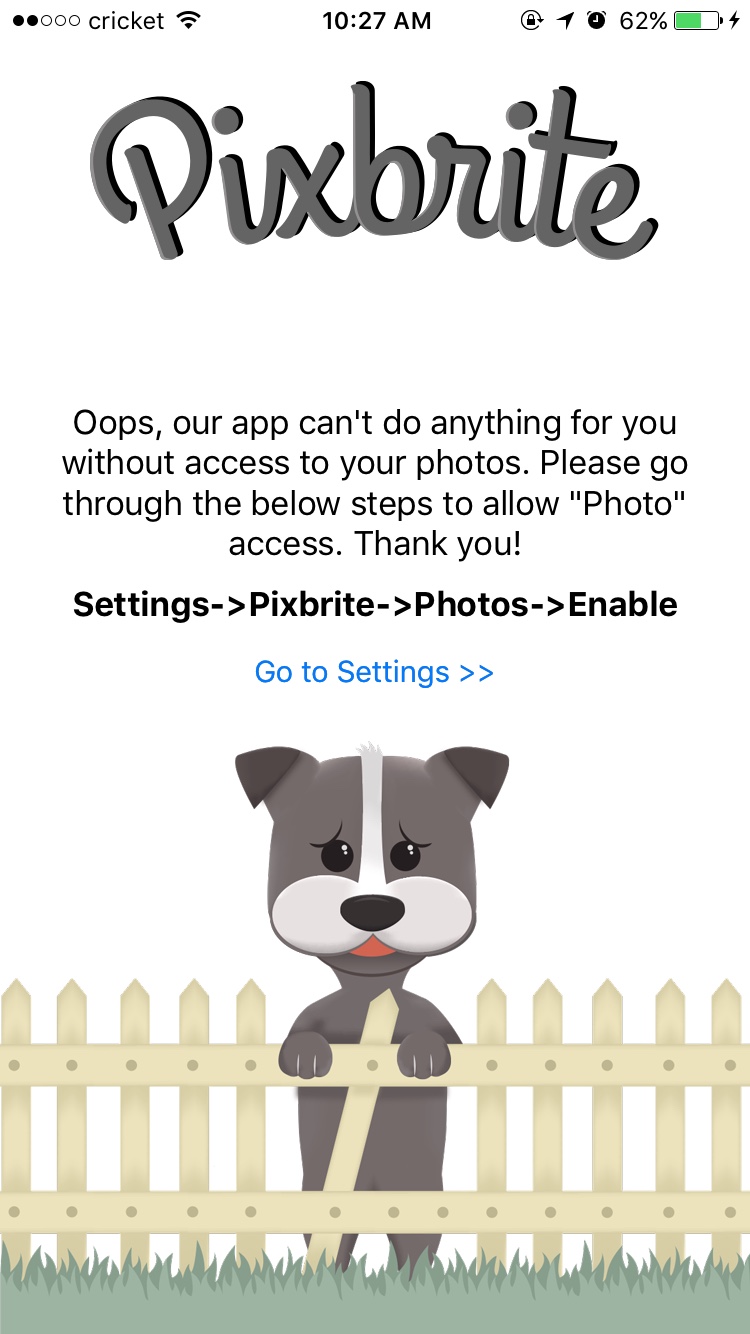 cricket 10:27 AM 62%
Pixbrite
Oops, our app can't do anything for you
without access to your photos. Please go
through the below steps to allow "Photo"
access. Thank you!
Settings->Pixbrite->Photos->Enable
Go to Settings >>